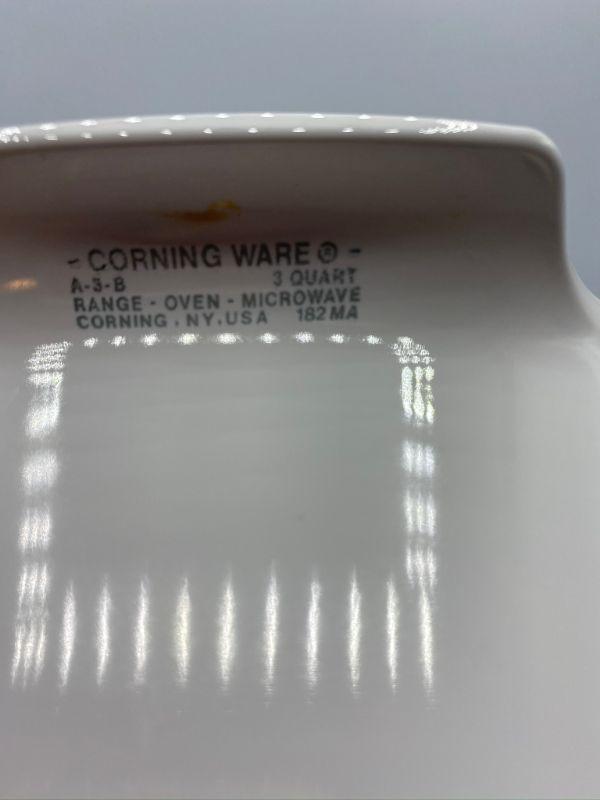 - CORNING WARE ® -
A-3-B 3 QUART
RANGE - OVEN - MICROWAVE
CORNING, NY, USA 182 MA